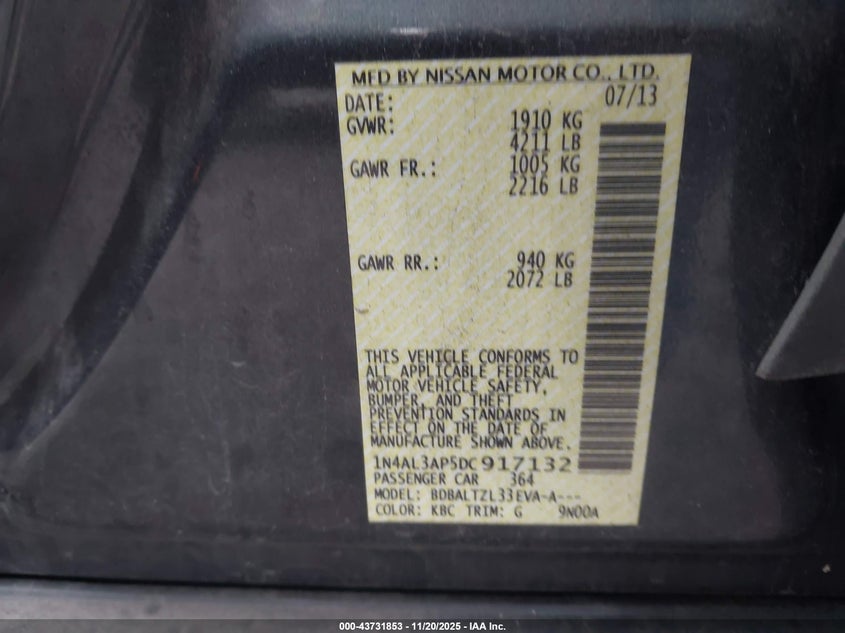 MFD BY NISSAN MOTOR CO., LTD.
DATE: 07/13
GVWR: 1910 KG
4211 LB
GAWR FR.: 1005 KG
2216 LB
GAWR RR.: 940 KG
2072 LB
THIS VEHICLE CONFORMS TO
ALL APPLICABLE FEDERAL
MOTOR VEHICLE SAFETY,
BUMPER, AND THEFT
PREVENTION STANDARDS IN
EFFECT ON THE DATE OF
MANUFACTURE SHOWN ABOVE.
1N4AL3AP5DC917132
PASSENGER CAR 364
MODEL: BDBALTZL33EVA-A---
COLOR: KBC TRIM: G 9N00A
000-43731853 - 11/20/2025 - IAA Inc.